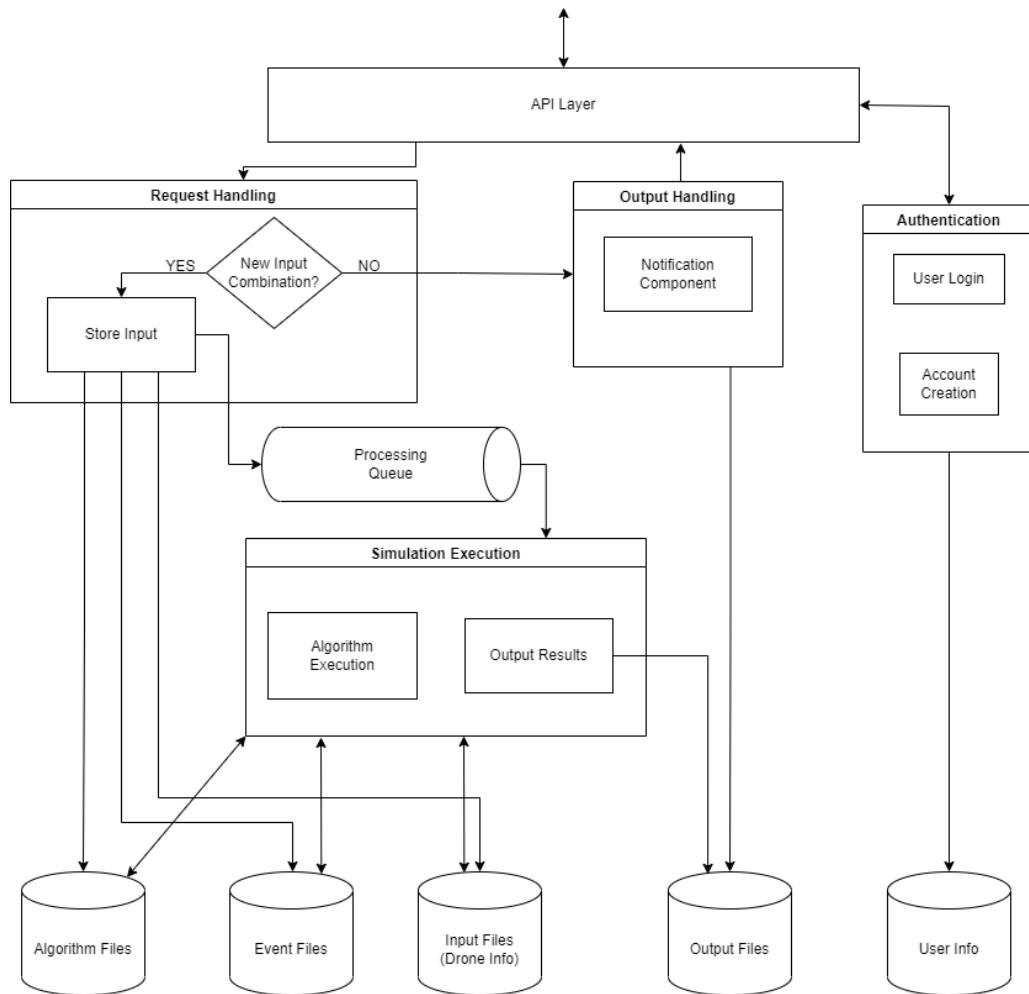 API Layer
Request Handling
Output Handling
Authentication
New Input
Combination?
YES
NO
Notification
Component
User Login
Store Input
Account
Creation
Processing
Queue
Simulation Execution
Algorithm
Execution
Output Results
Algorithm Files
Event Files
Input Files
(Drone Info)
Output Files
User Info